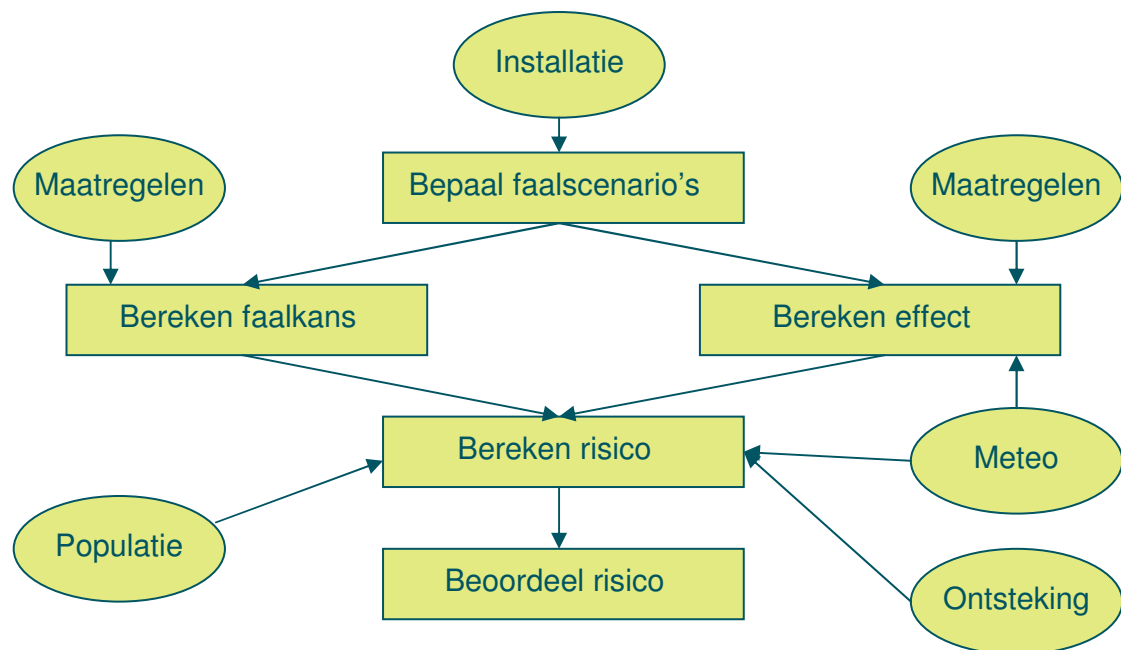 Installatie
Maatregelen
Bepaal faalscenario's
Maatregelen
Bereken faalkans
Bereken effect
Bereken risico
Meteo
Populatie
Beoordeel risico
Ontsteking